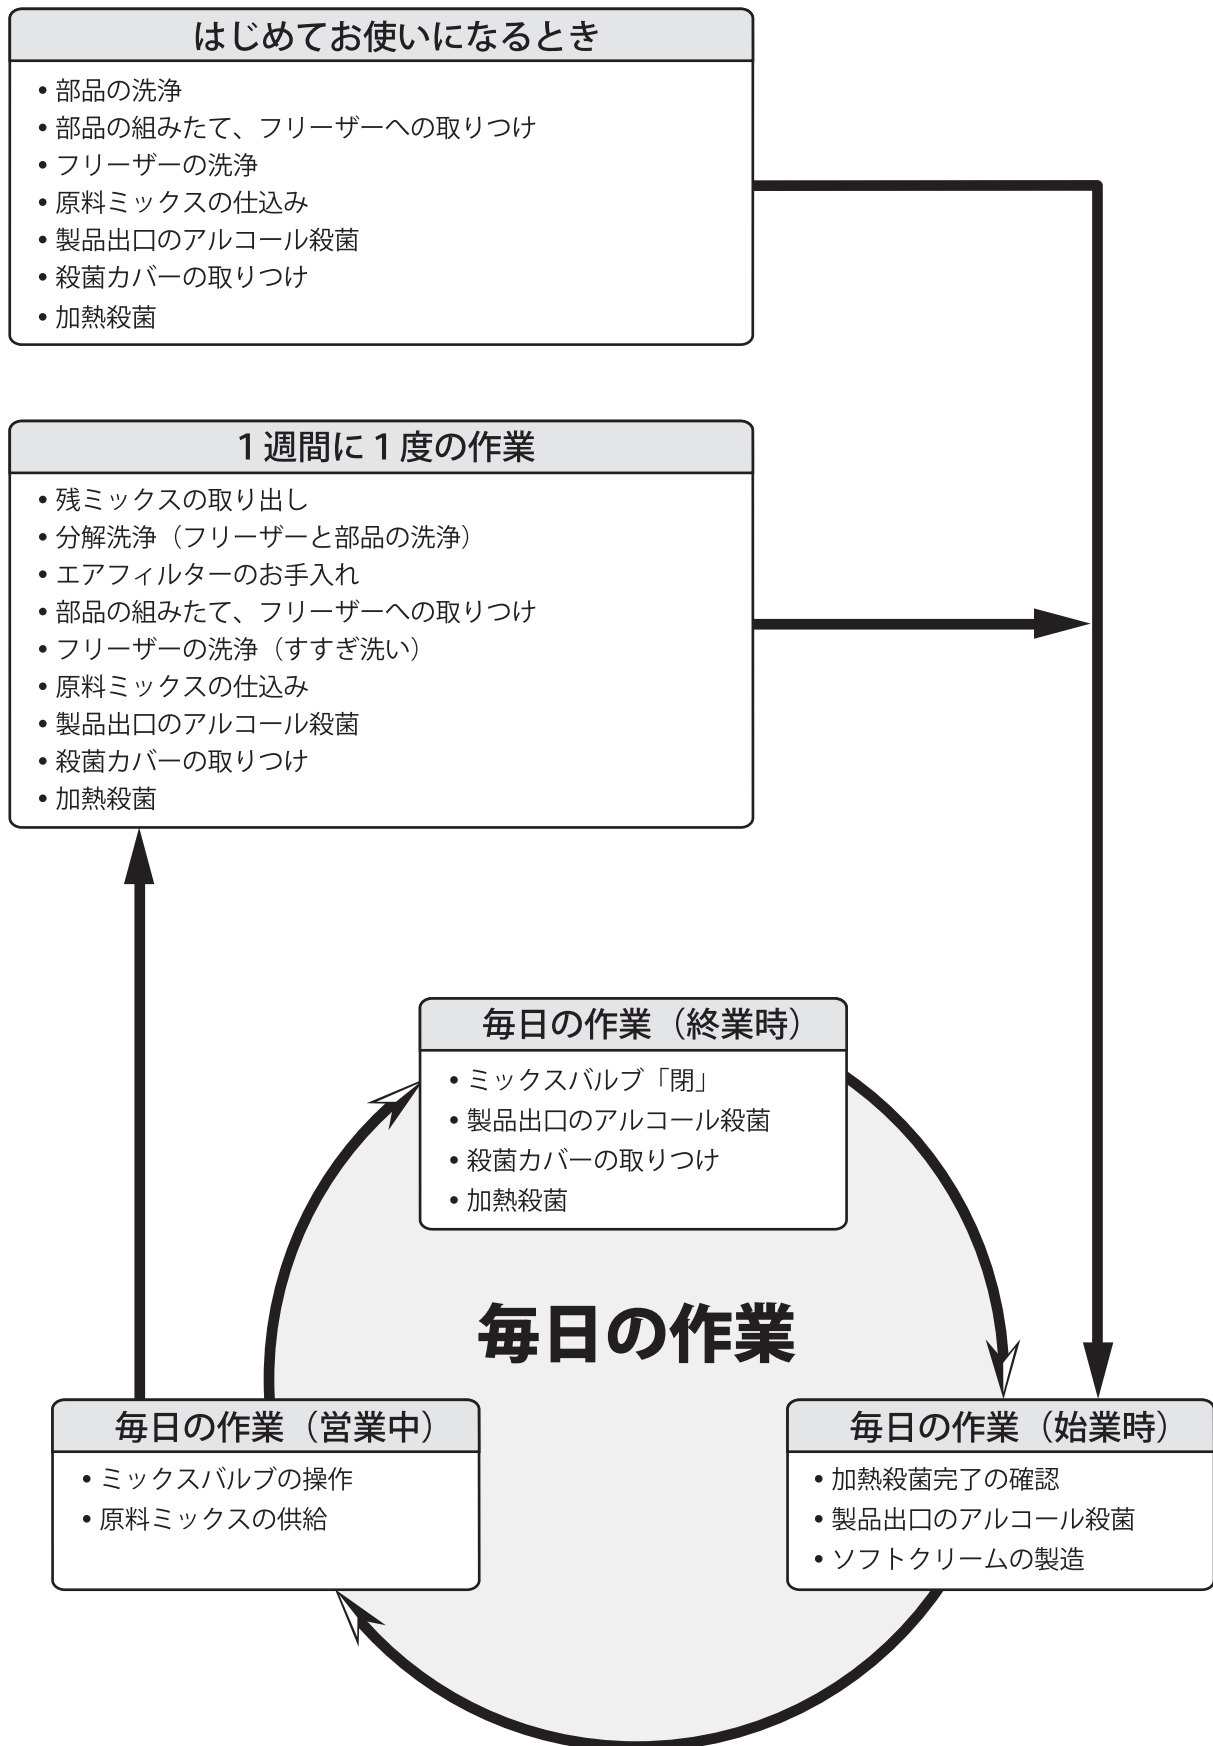 はじめてお使いになるとき
• 部品の洗浄
• 部品の組みたて、フリーザーへの取りつけ
• フリーザーの洗浄
• 原料ミックスの仕込み
• 製品出口のアルコール殺菌
• 殺菌カバーの取りつけ
• 加熱殺菌
1 週間に 1 度の作業
• 残ミックスの取り出し
• 分解洗浄（フリーザーと部品の洗浄）
• エアフィルターのお手入れ
• 部品の組みたて、フリーザーへの取りつけ
• フリーザーの洗浄（すすぎ洗い）
• 原料ミックスの仕込み
• 製品出口のアルコール殺菌
• 殺菌カバーの取りつけ
• 加熱殺菌
毎日の作業（終業時）
• ミックスバルブ「閉」
• 製品出口のアルコール殺菌
• 殺菌カバーの取りつけ
• 加熱殺菌
毎日の作業
毎日の作業（営業中）
• ミックスバルブの操作
• 原料ミックスの供給
毎日の作業（始業時）
• 加熱殺菌完了の確認
• 製品出口のアルコール殺菌
• ソフトクリームの製造